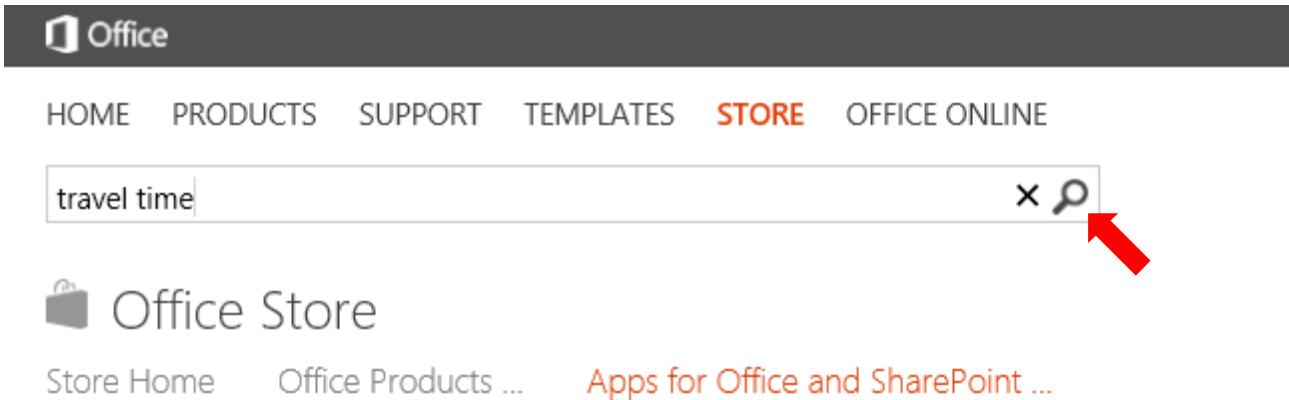 Office
HOME PRODUCTS SUPPORT TEMPLATES STORE OFFICE ONLINE
travel time
Office Store
Store Home Office Products ... Apps for Office and SharePoint ...